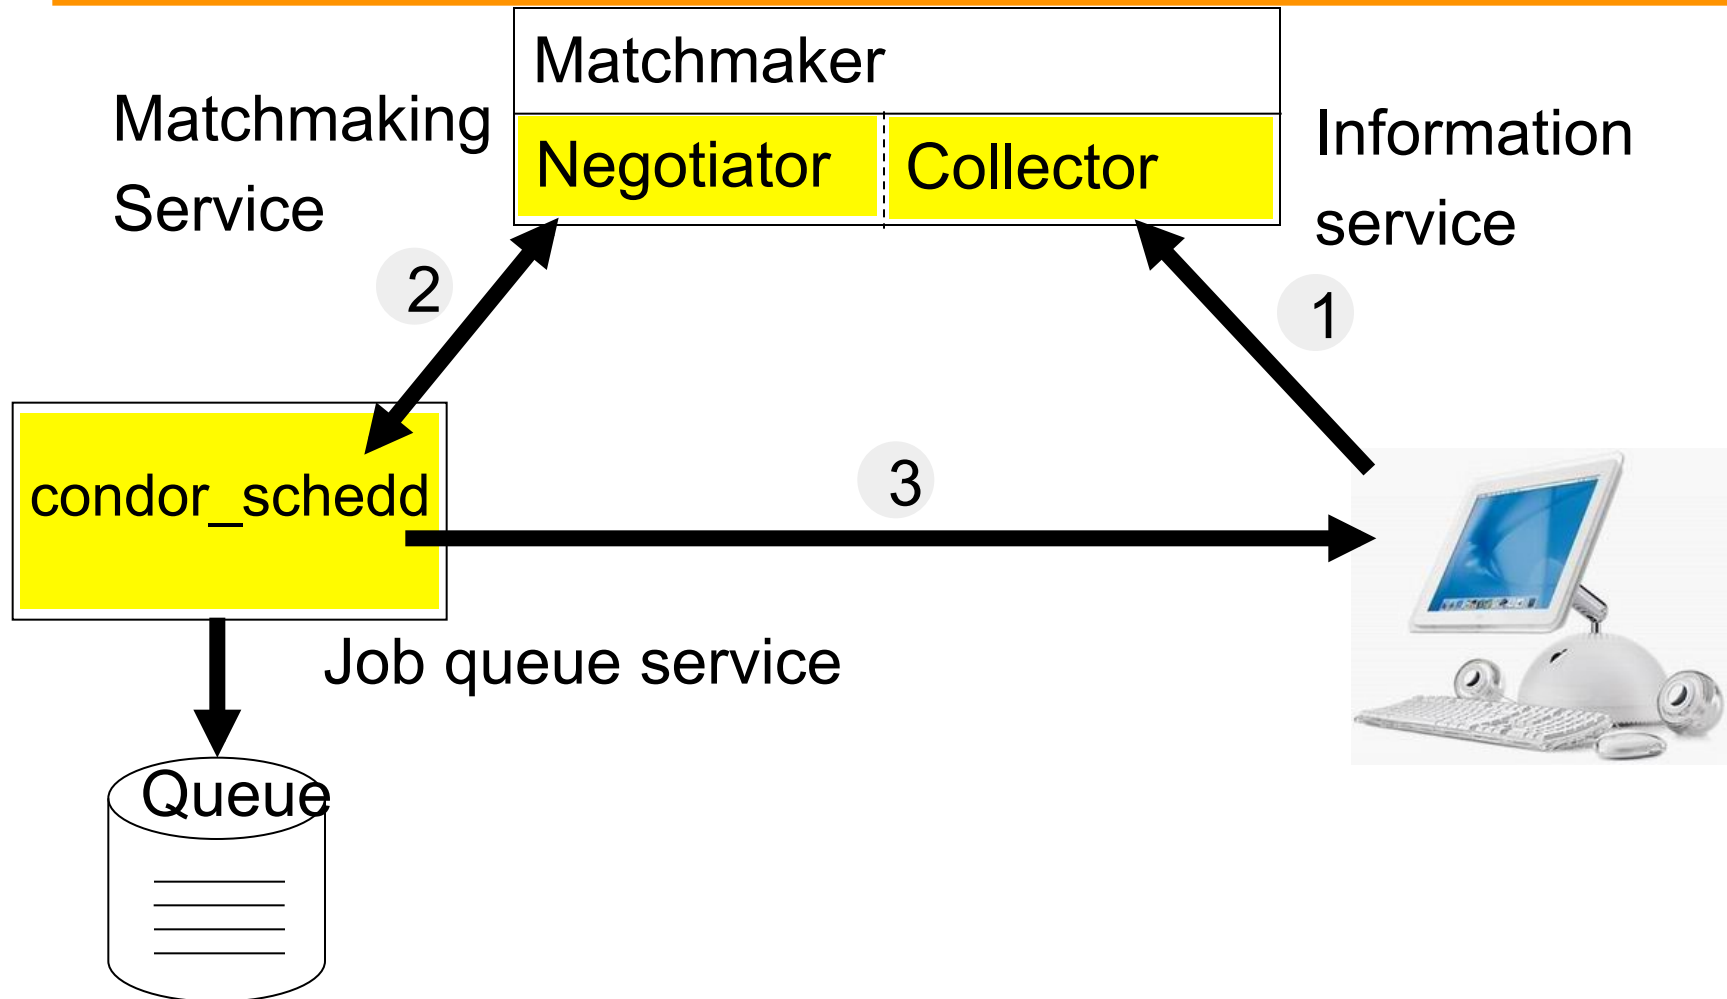 Matchmaker
Matchmaking
Service
Negotiator
Collector
Information
service
2
1
condor_schedd
3
Job queue service
Queue